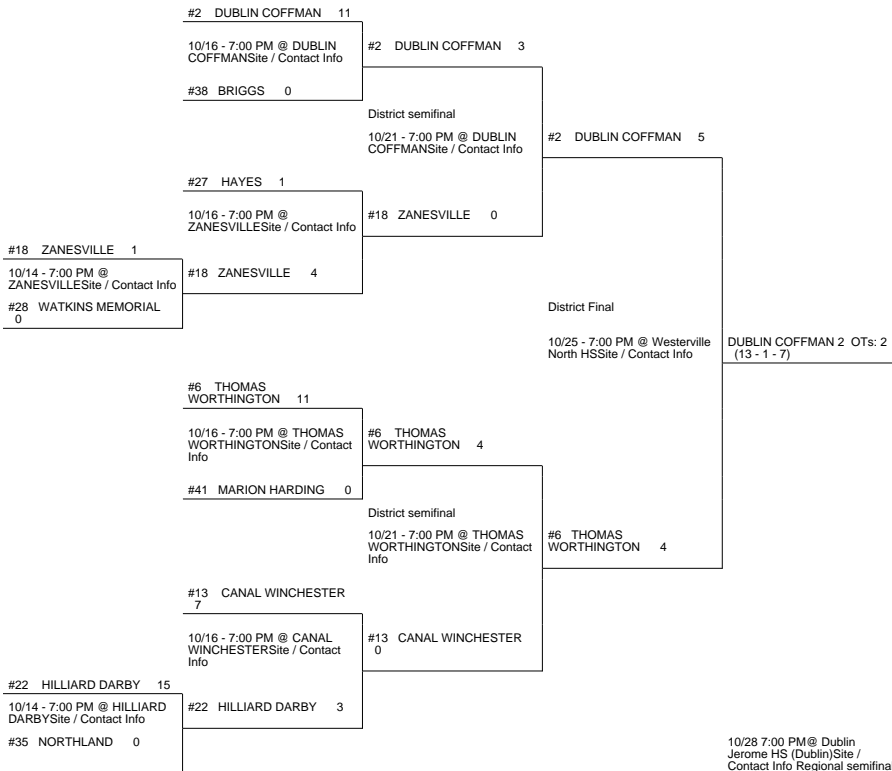 #2 DUBLIN COFFMAN 11
10/16 - 7:00 PM @ DUBLIN
COFFMANSite / Contact Info
#38 BRIGGS 0
#2 DUBLIN COFFMAN 3
District semifinal
10/21 - 7:00 PM @ DUBLIN
COFFMANSite / Contact Info
#2 DUBLIN COFFMAN 5
#27 HAYES 1
10/16 - 7:00 PM @
ZANESVILLESite / Contact Info
#18 ZANESVILLE 0
#18 ZANESVILLE 1
10/14 - 7:00 PM @
ZANESVILLESite / Contact Info
#28 WATKINS MEMORIAL
0
#18 ZANESVILLE 4
District Final
10/25 - 7:00 PM @ Westerville
North HSSite / Contact Info
DUBLIN COFFMAN 2 OTs: 2
(13 - 1 - 7)
#6 THOMAS
WORTHINGTON 11
10/16 - 7:00 PM @ THOMAS
WORTHINGTONSite / Contact
Info
#41 MARION HARDING 0
#6 THOMAS
WORTHINGTON 4
District semifinal
10/21 - 7:00 PM @ THOMAS
WORTHINGTONSite / Contact
Info
#6 THOMAS
WORTHINGTON 4
#13 CANAL WINCHESTER
7
10/16 - 7:00 PM @ CANAL
WINCHESTERSite / Contact
Info
#13 CANAL WINCHESTER
0
#22 HILLIARD DARBY 15
10/14 - 7:00 PM @ HILLIARD
DARBYSite / Contact Info
#35 NORTHLAND 0
#22 HILLIARD DARBY 3
10/28 7:00 PM@ Dublin
Jerome HS (Dublin)Site /
Contact Info Regional semifina